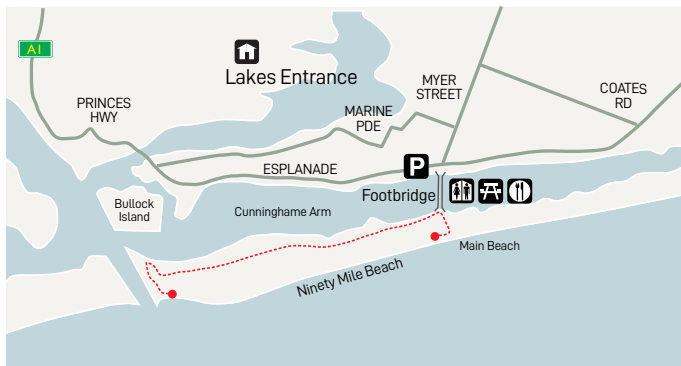 A1
Lakes Entrance
MYER
STREET
COATES
RD
PRINCES
HWY
MARINE
PDE
ESPLANADE
P
Footbridge
Bullock
Island
Cunninghame Arm
Main Beach
Ninety Mile Beach